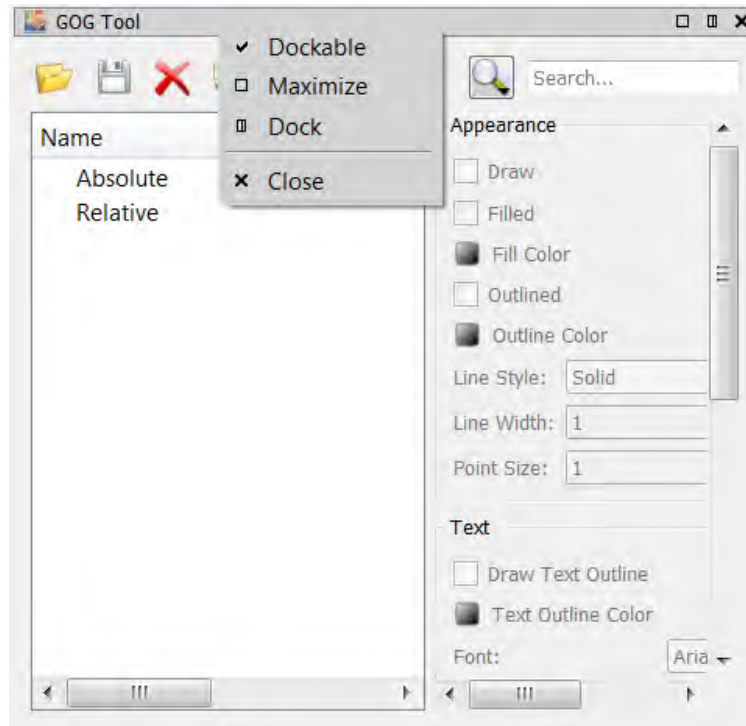 GOG Tool
Dockable
Maximize
Dock
Close
Search...
Name
Absolute
Relative
Appearance
Draw
Filled
Fill Color
Outlined
Outline Color
Line Style: Solid
Line Width: 1
Point Size: 1
Text
Draw Text Outline
Text Outline Color
Font: Aria